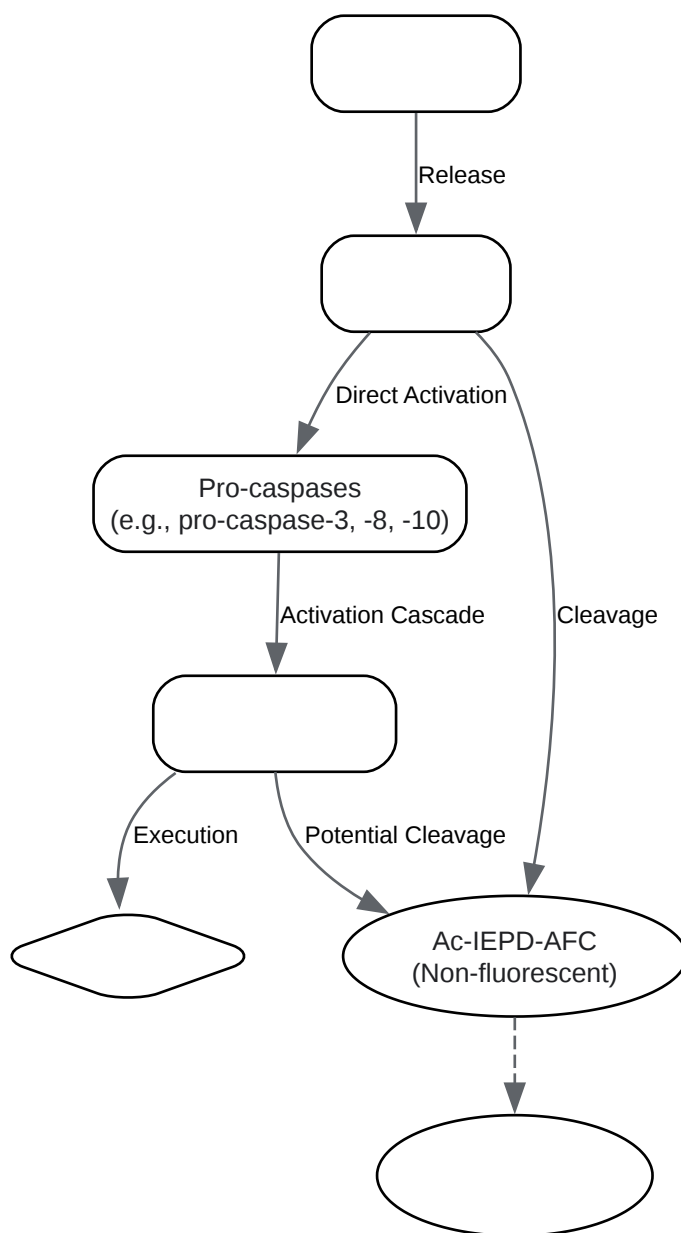 Release
Direct Activation
Pro-caspases
(e.g., pro-caspase-3, -8, -10)
Activation Cascade
Cleavage
Execution
Potential Cleavage
Ac-IEPD-AFC
(Non-fluorescent)